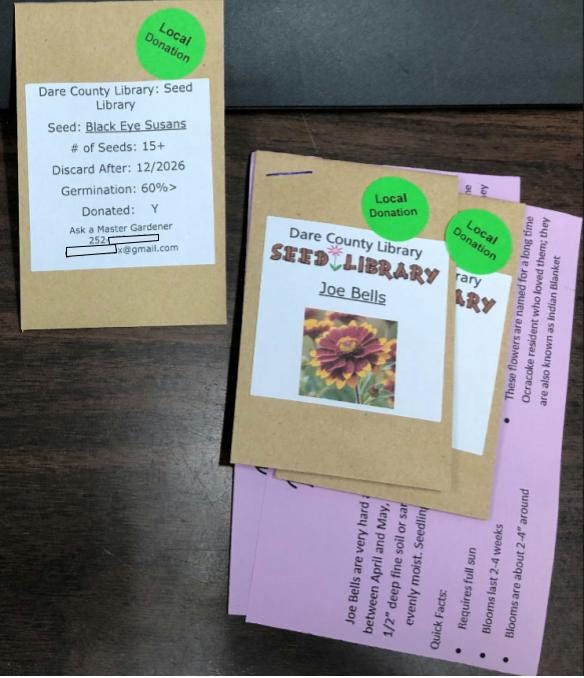 Local
Donation
Dare County Library: Seed
Library
Seed: Black Eye Susans
# of Seeds: 15+
Discard After: 12/2026
Germination: 60%>
Donated: Y
Ask a Master Gardener
252-
x@gmail.com
Local
Donation
Dare County Library
SEED LIBRARY
Joe Bells
Local
Donation
rary
ARY
Joe Bells are very hard
between April and May,
1/2" deep fine soil or
evenly moist. Seedlin
Quick Facts:
• Requires full sun
• Blooms last 2-4 weeks
• Blooms are about 2-4" around
• These flowers are named for a long time
Ocracoke resident who loved them; they
are also known as Indian Blanket